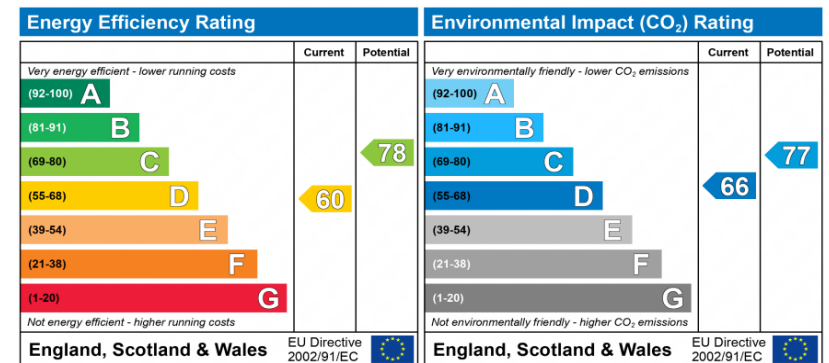 Energy Efficiency Rating
Current Potential
Very energy efficient - lower running costs
(92-100) A
(81-91) B
(69-80) C
78
(55-68) D
60
(39-54) E
(21-38) F
(1-20) G
Not energy efficient - higher running costs
England, Scotland & Wales
EU Directive
2002/91/EC
Environmental Impact (CO₂) Rating
Current Potential
Very environmentally friendly - lower CO₂ emissions
(92-100) A
(81-91) B
(69-80) C
77
(55-68) D
66
(39-54) E
(21-38) F
(1-20) G
Not environmentally friendly - higher CO₂ emissions
England, Scotland & Wales
EU Directive
2002/91/EC